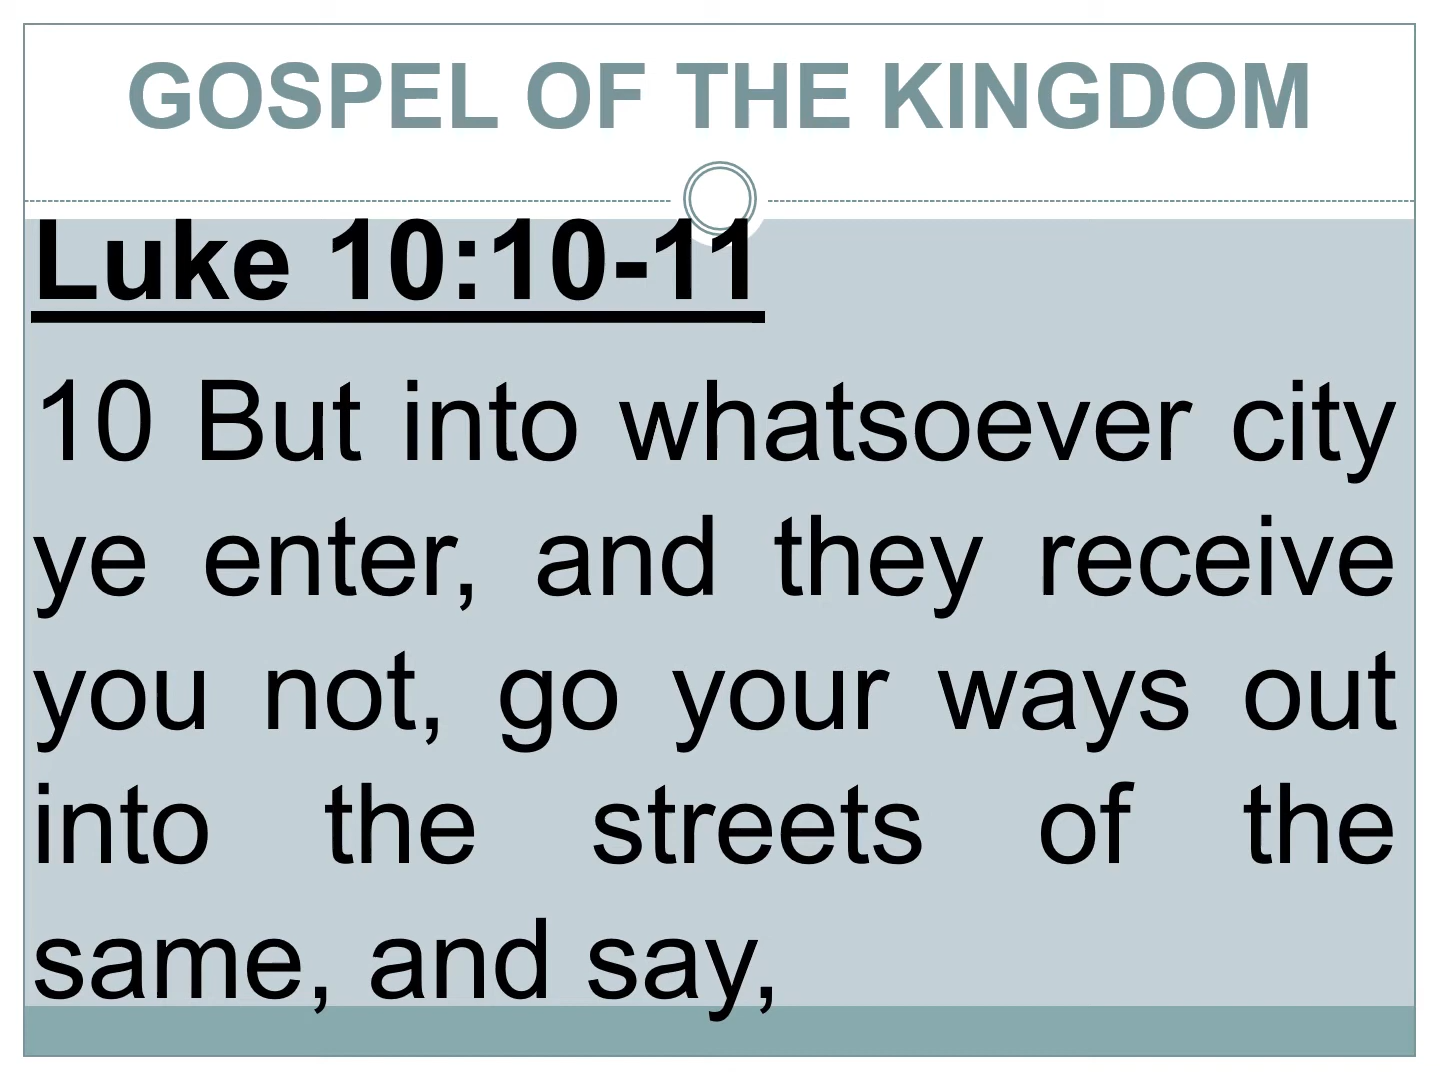 GOSPEL OF THE KINGDOM
Luke 10:10-11
10 But into whatsoever city
ye enter, and they receive
you not, go your ways out
into the streets of the
same, and say,